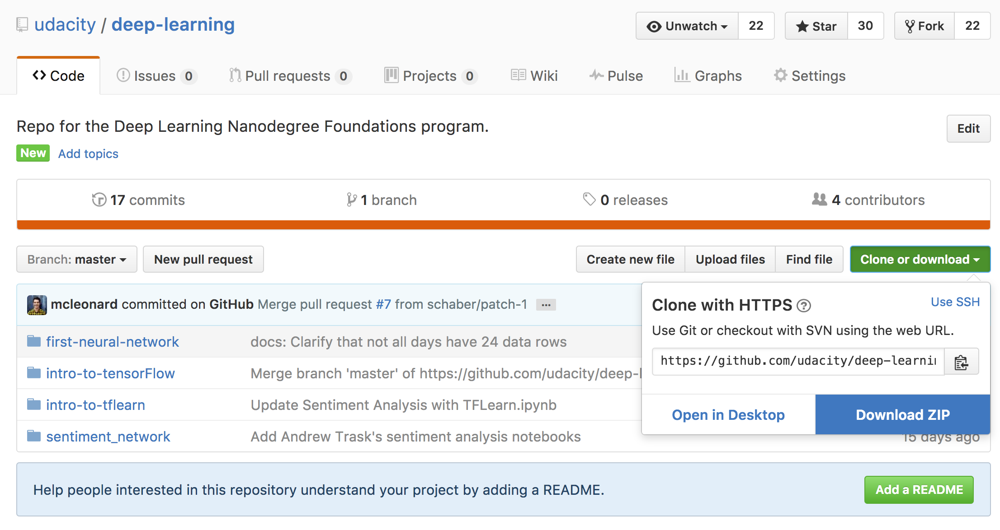 udacity / deep-learning
Unwatch 22
Star 30
Fork 22
Code
Issues 0
Pull requests 0
Projects 0
Wiki
Pulse
Graphs
Settings
Repo for the Deep Learning Nanodegree Foundations program.
Edit
New Add topics
17 commits
1 branch
0 releases
4 contributors
Branch: master
New pull request
Create new file
Upload files
Find file
Clone or download
mcleonard committed on GitHub Merge pull request #7 from schaber/patch-1 ...
first-neural-network docs: Clarify that not all days have 24 data rows
intro-to-tensorFlow Merge branch 'master' of https://github.com/udacity/deep-l
intro-to-tflearn Update Sentiment Analysis with TFLearn.ipynb
sentiment_network Add Andrew Trask's sentiment analysis notebooks 15 days ago
Clone with HTTPS ?
Use SSH
Use Git or checkout with SVN using the web URL.
https://github.com/udacity/deep-learnin
Open in Desktop
Download ZIP
Help people interested in this repository understand your project by adding a README.
Add a README